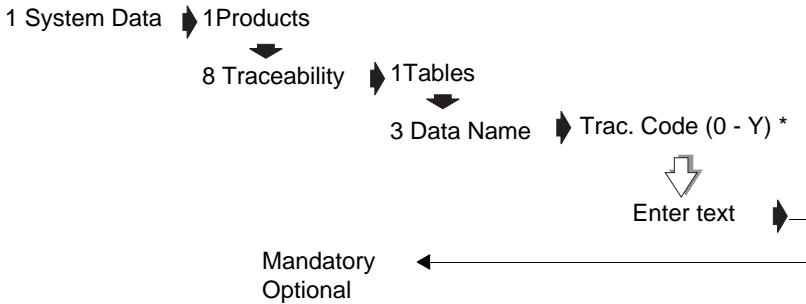 1 System Data 1Products
8 Traceability 1Tables
3 Data Name Trac. Code (0 - Y) *
Enter text
Mandatory
Optional